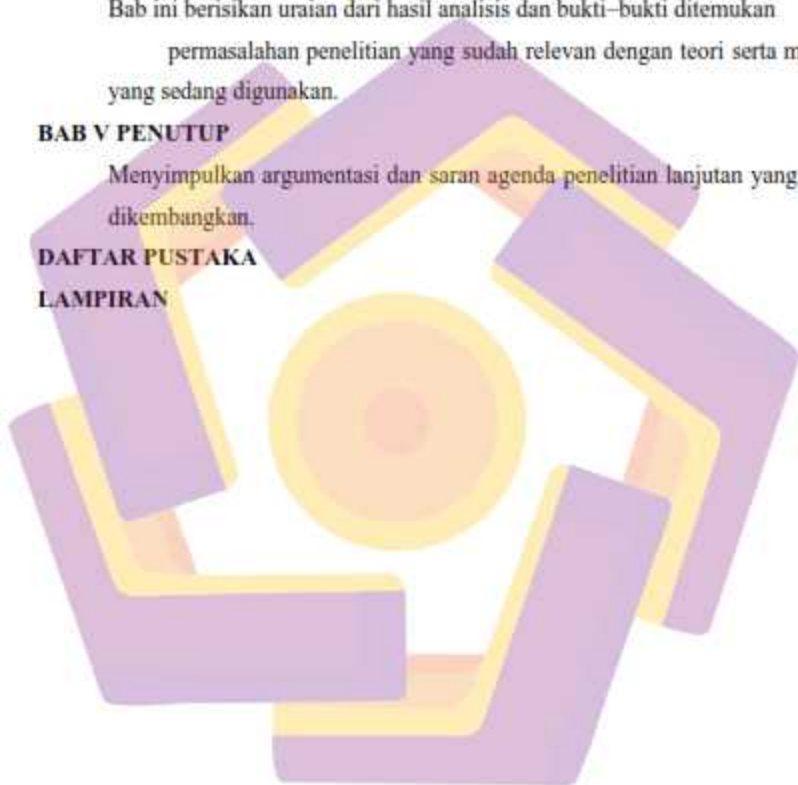 Bab ini berisikan uraian dari hasil analisis dan bukti–bukti ditemukan
permasalahan penelitian yang sudah relevan dengan teori serta m
yang sedang digunakan.
BAB V PENUTUP
Menyimpulkan argumentasi dan saran agenda penelitian lanjutan yang
dikembangkan.
DAFTAR PUSTAKA
LAMPIRAN